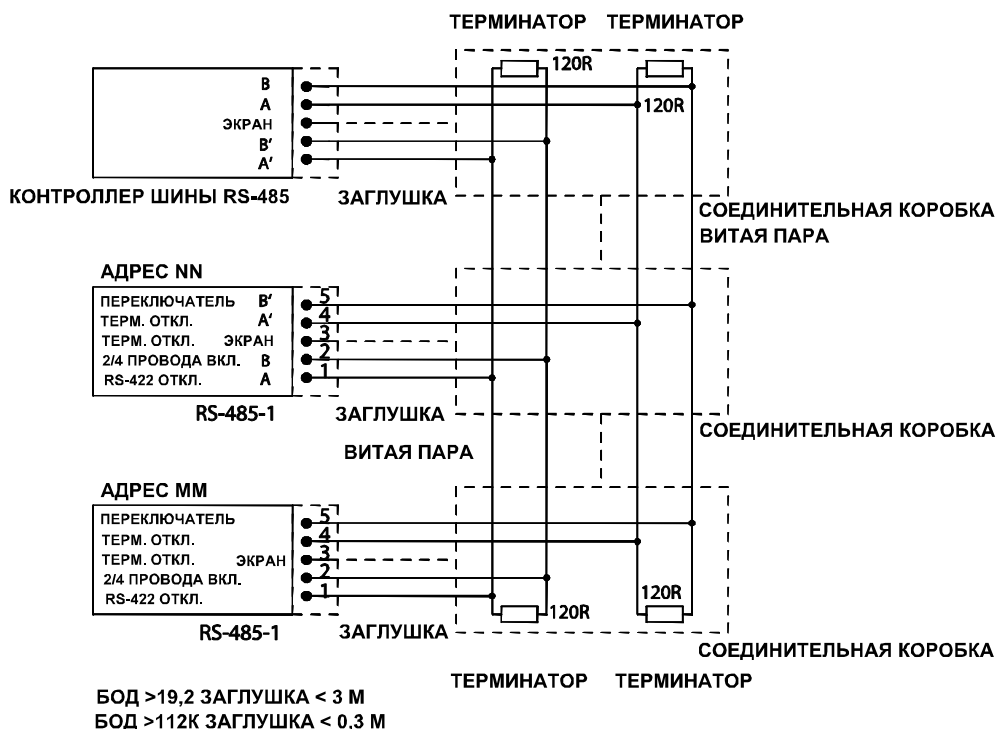 ТЕРМИНАТОР ТЕРМИНАТОР
120R
120R
B
A
ЭКРАН
B'
A'
КОНТРОЛЛЕР ШИНЫ RS-485
ЗАГЛУШКА
СОЕДИНИТЕЛЬНАЯ КОРОБКА
ВИТАЯ ПАРА
АДРЕС NN
ПЕРЕКЛЮЧАТЕЛЬ B' 5
ТЕРМ. ОТКЛ. A' 4
ТЕРМ. ОТКЛ. ЭКРАН 3
2/4 ПРОВОДА ВКЛ. B 2
RS-422 ОТКЛ. A 1
RS-485-1
ЗАГЛУШКА
СОЕДИНИТЕЛЬНАЯ КОРОБКА
ВИТАЯ ПАРА
АДРЕС MM
ПЕРЕКЛЮЧАТЕЛЬ 5
ТЕРМ. ОТКЛ. 4
ТЕРМ. ОТКЛ. ЭКРАН 3
2/4 ПРОВОДА ВКЛ. 2
RS-422 ОТКЛ. 1
120R
120R
RS-485-1
ЗАГЛУШКА
СОЕДИНИТЕЛЬНАЯ КОРОБКА
ТЕРМИНАТОР ТЕРМИНАТОР
БОД >19,2 ЗАГЛУШКА < 3 М
БОД >112К ЗАГЛУШКА < 0,3 М